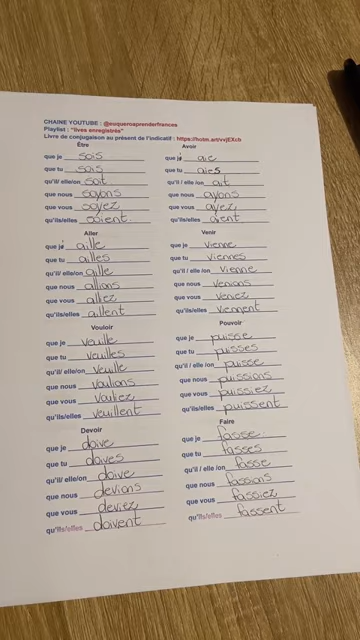 CHAINE YOUTUBE : @euqueroaprenderfrances
Playlist : "lives enregistrés"
Livre de conjugaison au présent de l'indicatif :
Être
que je sois
que tu sois
qu'il/ elle/on soit
que nous soyons
que vous soyez
qu'ils/elles soient
Avoir
que j' aie
que tu aies
qu'il / elle /on ait
que nous ayons
que vous ayez
qu'ils/elles aient
Aller
que j' aille
que tu ailles
qu'il/ elle/on aille
que nous allions
que vous alliez
qu'ils/elles aillent
Venir
que je vienne
que tu viennes
qu'il / elle /on vienne
que nous venions
que vous veniez
qu'ils/elles viennent
Vouloir
que je veuille
que tu veuilles
qu'il/ elle/on veuille
que nous voulions
que vous vouliez
qu'ils/elles veuillent
Pouvoir
que je puisse
que tu puisses
qu'il / elle /on puisse
que nous puissions
que vous puissiez
qu'ils/elles puissent
Devoir
que je doive
que tu doives
qu'il/ elle/on doive
que nous devions
que vous deviez
qu'ils/elles doivent
Faire
que je fasse
que tu fasses
qu'il / elle /on fasse
que nous fassions
que vous fassiez
qu'ils/elles fassent